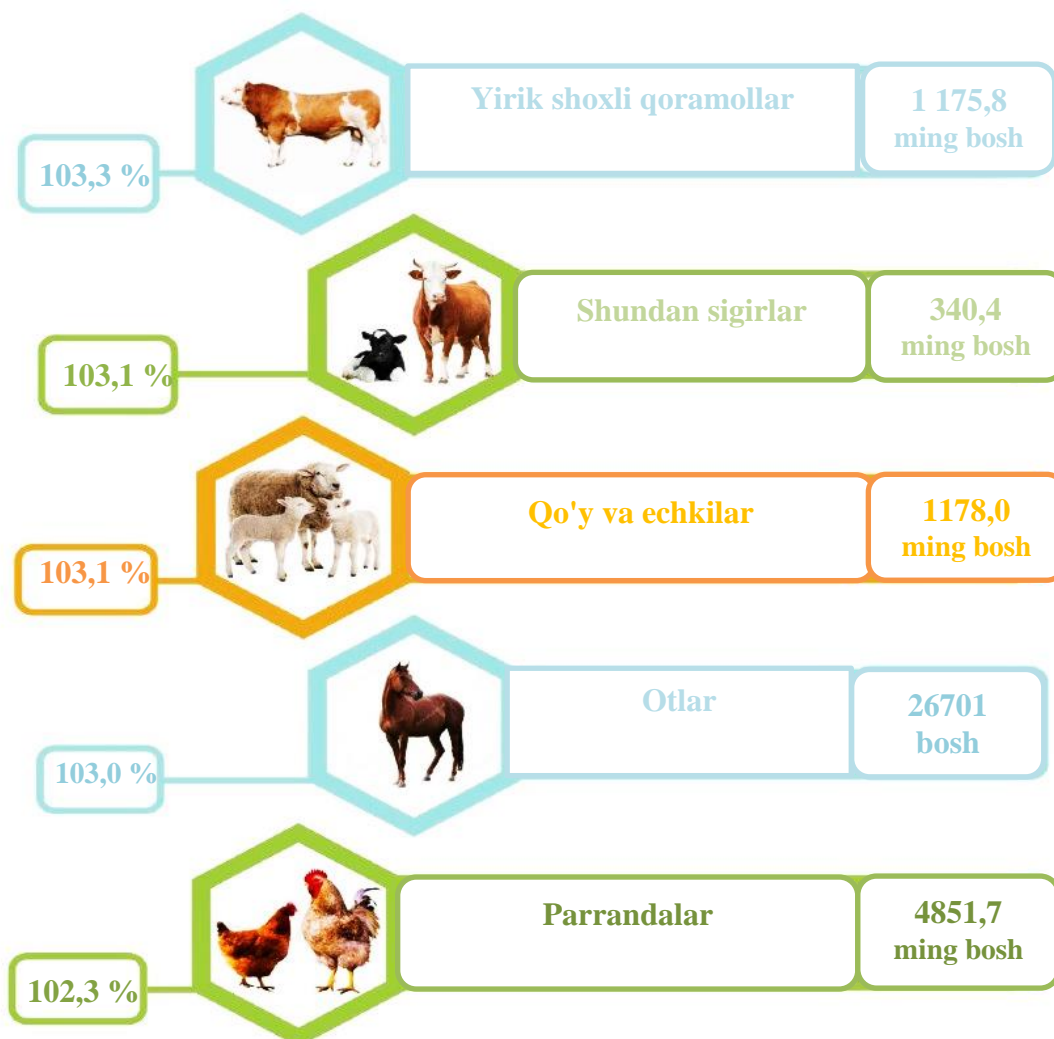 Yirik shoxli qoramollar
1 175,8
ming bosh
103,3 %
Shundan sigirlar
340,4
ming bosh
103,1 %
Qo'y va echkilar
1178,0
ming bosh
103,1 %
Otlar
26701
bosh
103,0 %
Parrandalar
4851,7
ming bosh
102,3 %